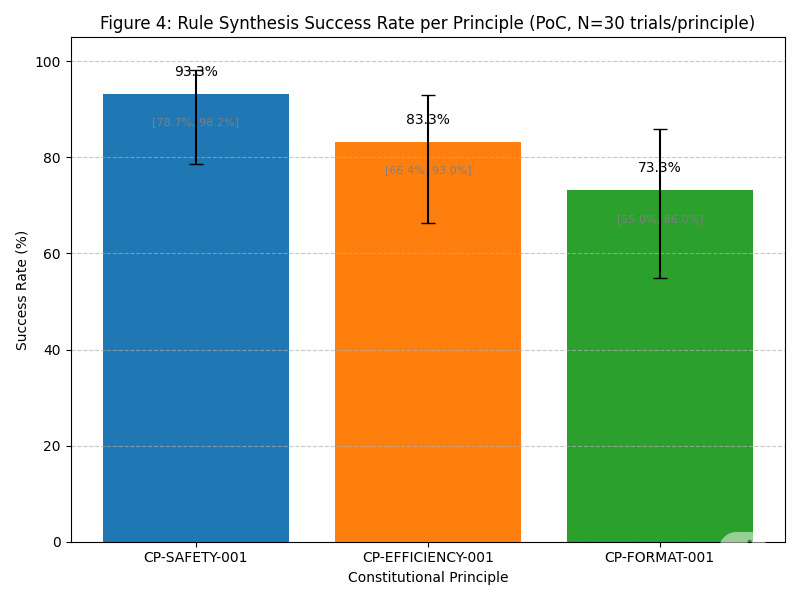 Figure 4: Rule Synthesis Success Rate per Principle (PoC, N=30 trials/principle)
Success Rate (%)
100
80
60
40
20
0
93.3%
[78.7%, 98.2%]
83.3%
[66.4%, 93.0%]
73.3%
[55.0%, 86.0%]
CP-SAFETY-001
CP-EFFICIENCY-001
CP-FORMAT-001
Constitutional Principle